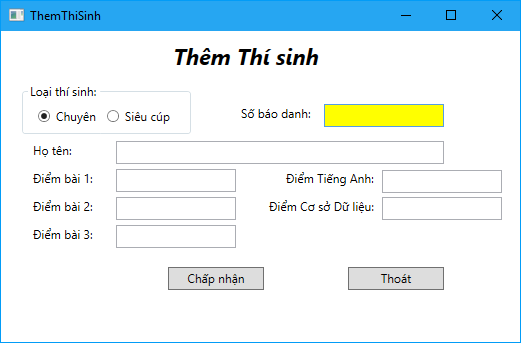 ThemThiSinh
Thêm Thí sinh
Loại thí sinh:
Chuyên Siêu cúp
Số báo danh:
Họ tên:
Điểm bài 1: Điểm Tiếng Anh:
Điểm bài 2: Điểm Cơ sở Dữ liệu:
Điểm bài 3:
Chấp nhận Thoát